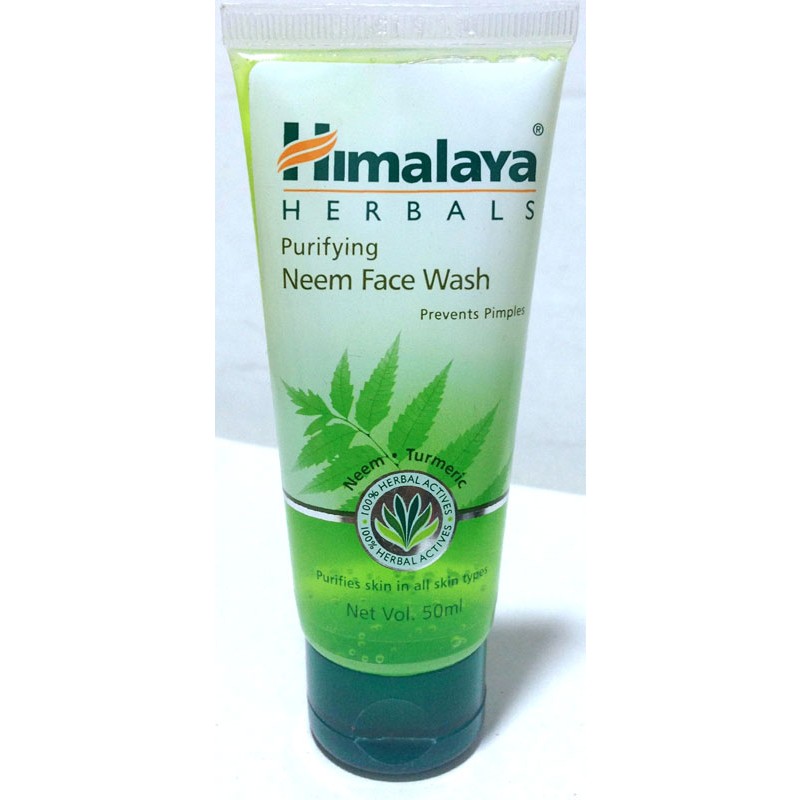 Himalaya®
HERBALS
Purifying
Neem Face Wash
Prevents Pimples
Neem • Turmeric
100% HERBAL ACTIVES •
100% HERBAL ACTIVES •
Purifies skin in all skin types
Net Vol. 50ml